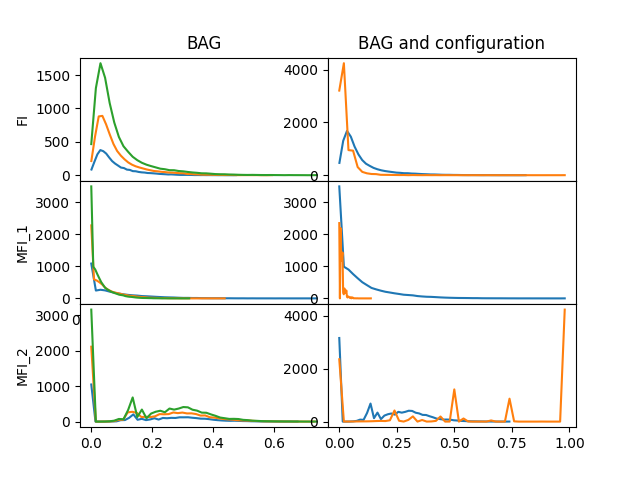 BAG BAG and configuration
FI 1500 1000 500 0 4000 2000 0
MFI_1 3000 2000 1000 0 3000 2000 1000 0
MFI_2 3000 2000 1000 0 4000 2000 0
0.0 0.2 0.4 0.6 0.00 0.25 0.50 0.75 1.00